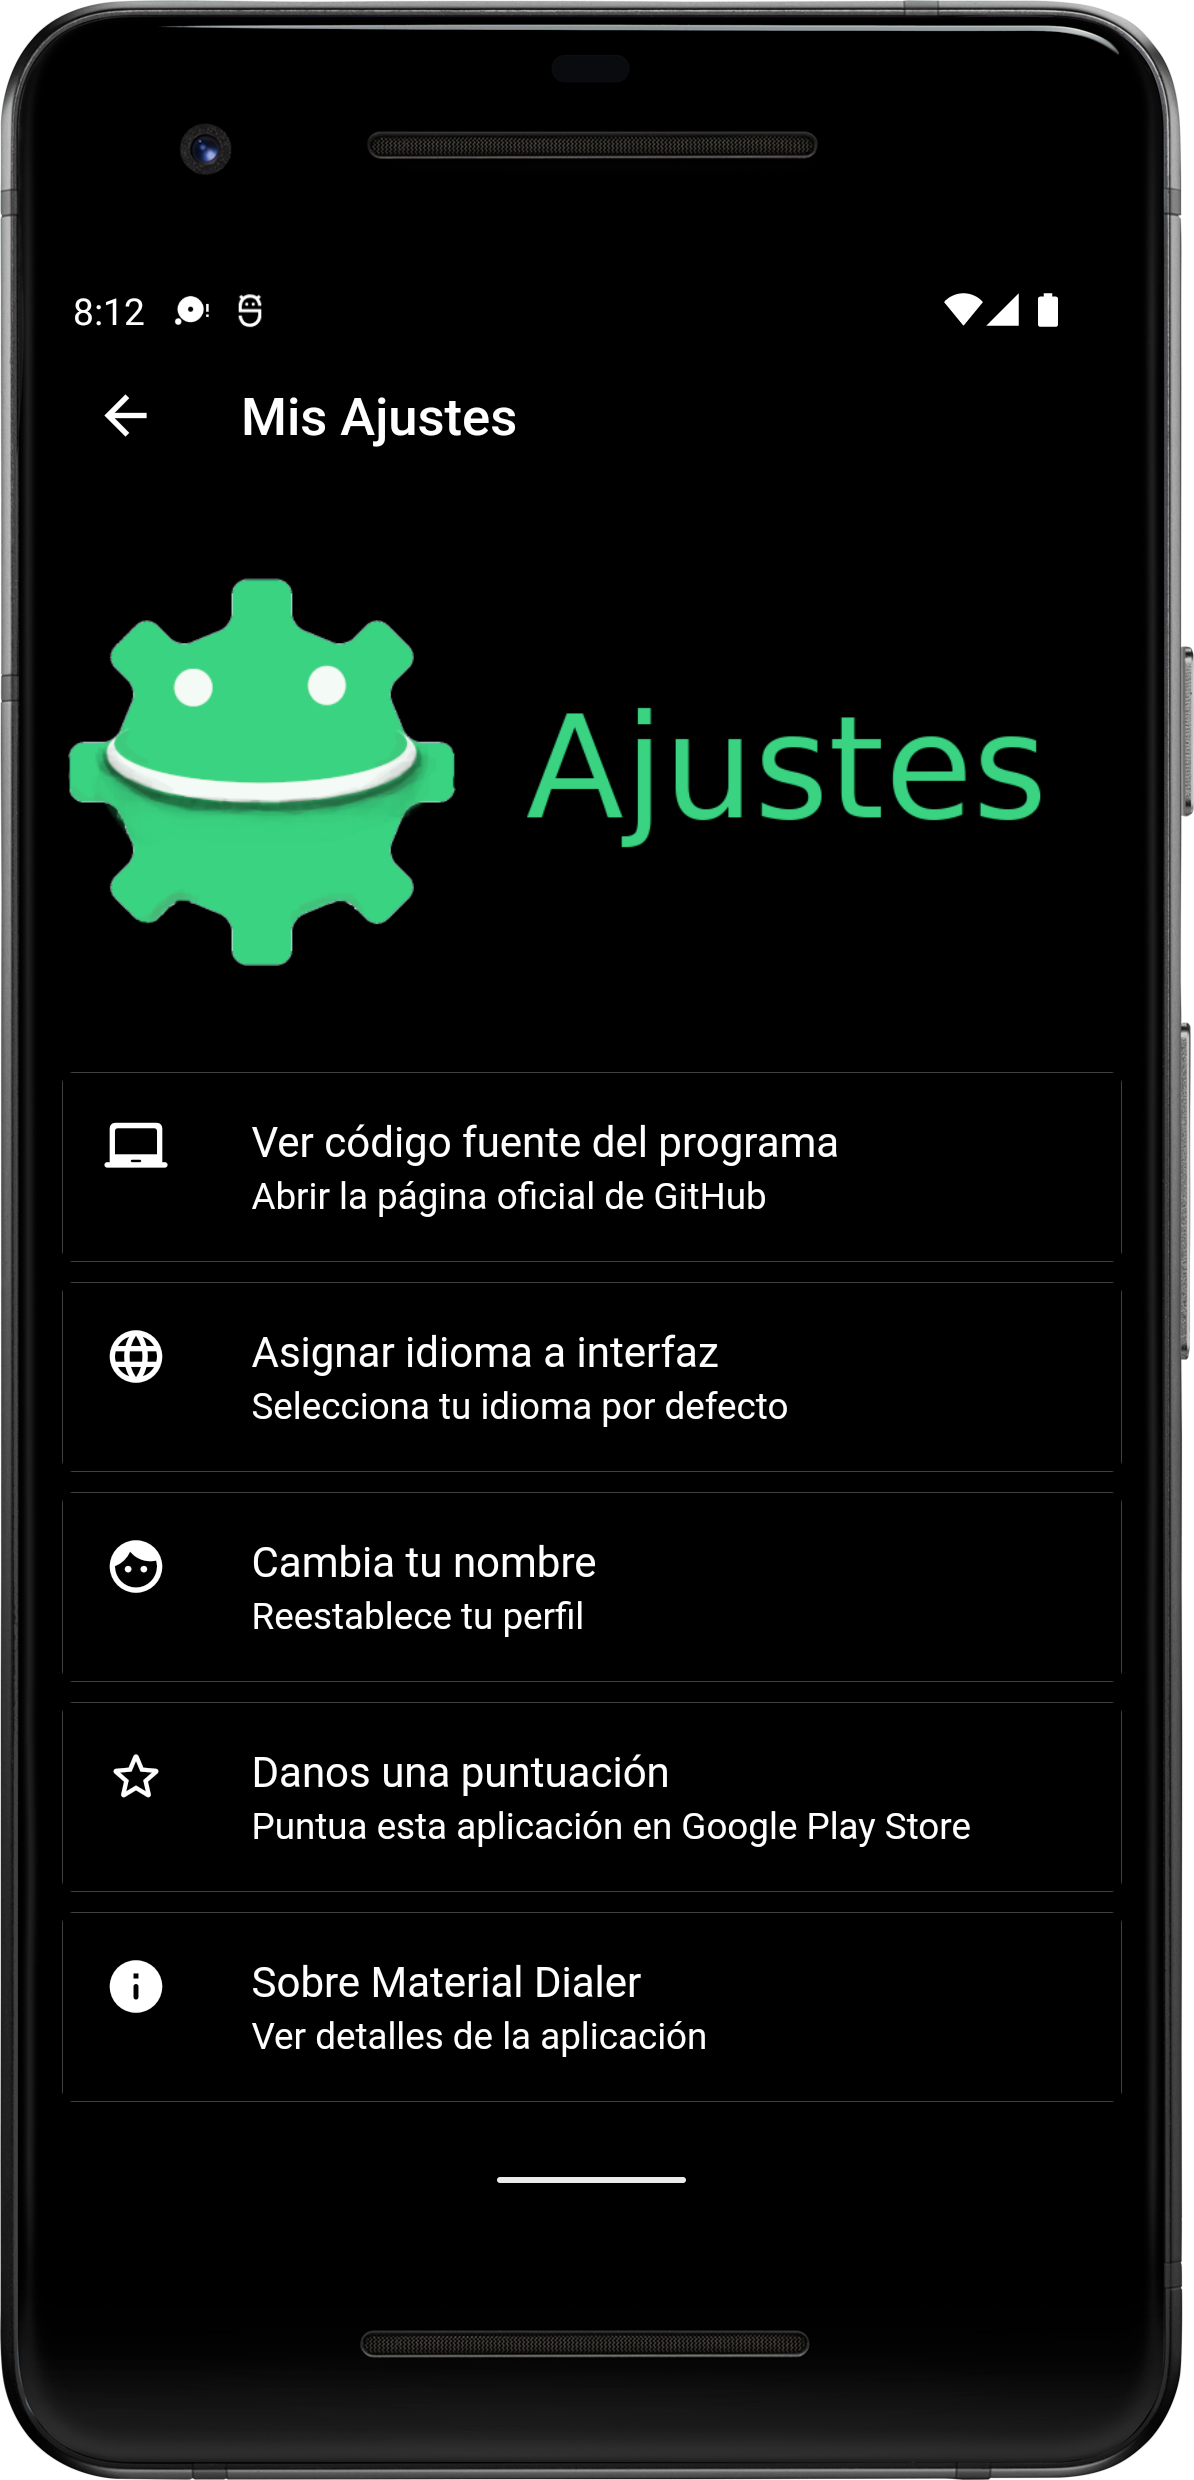 8:12
Mis Ajustes
Ajustes
Ver código fuente del programa
Abrir la página oficial de GitHub
Asignar idioma a interfaz
Selecciona tu idioma por defecto
Cambia tu nombre
Reestablece tu perfil
Danos una puntuación
Puntua esta aplicación en Google Play Store
Sobre Material Dialer
Ver detalles de la aplicación